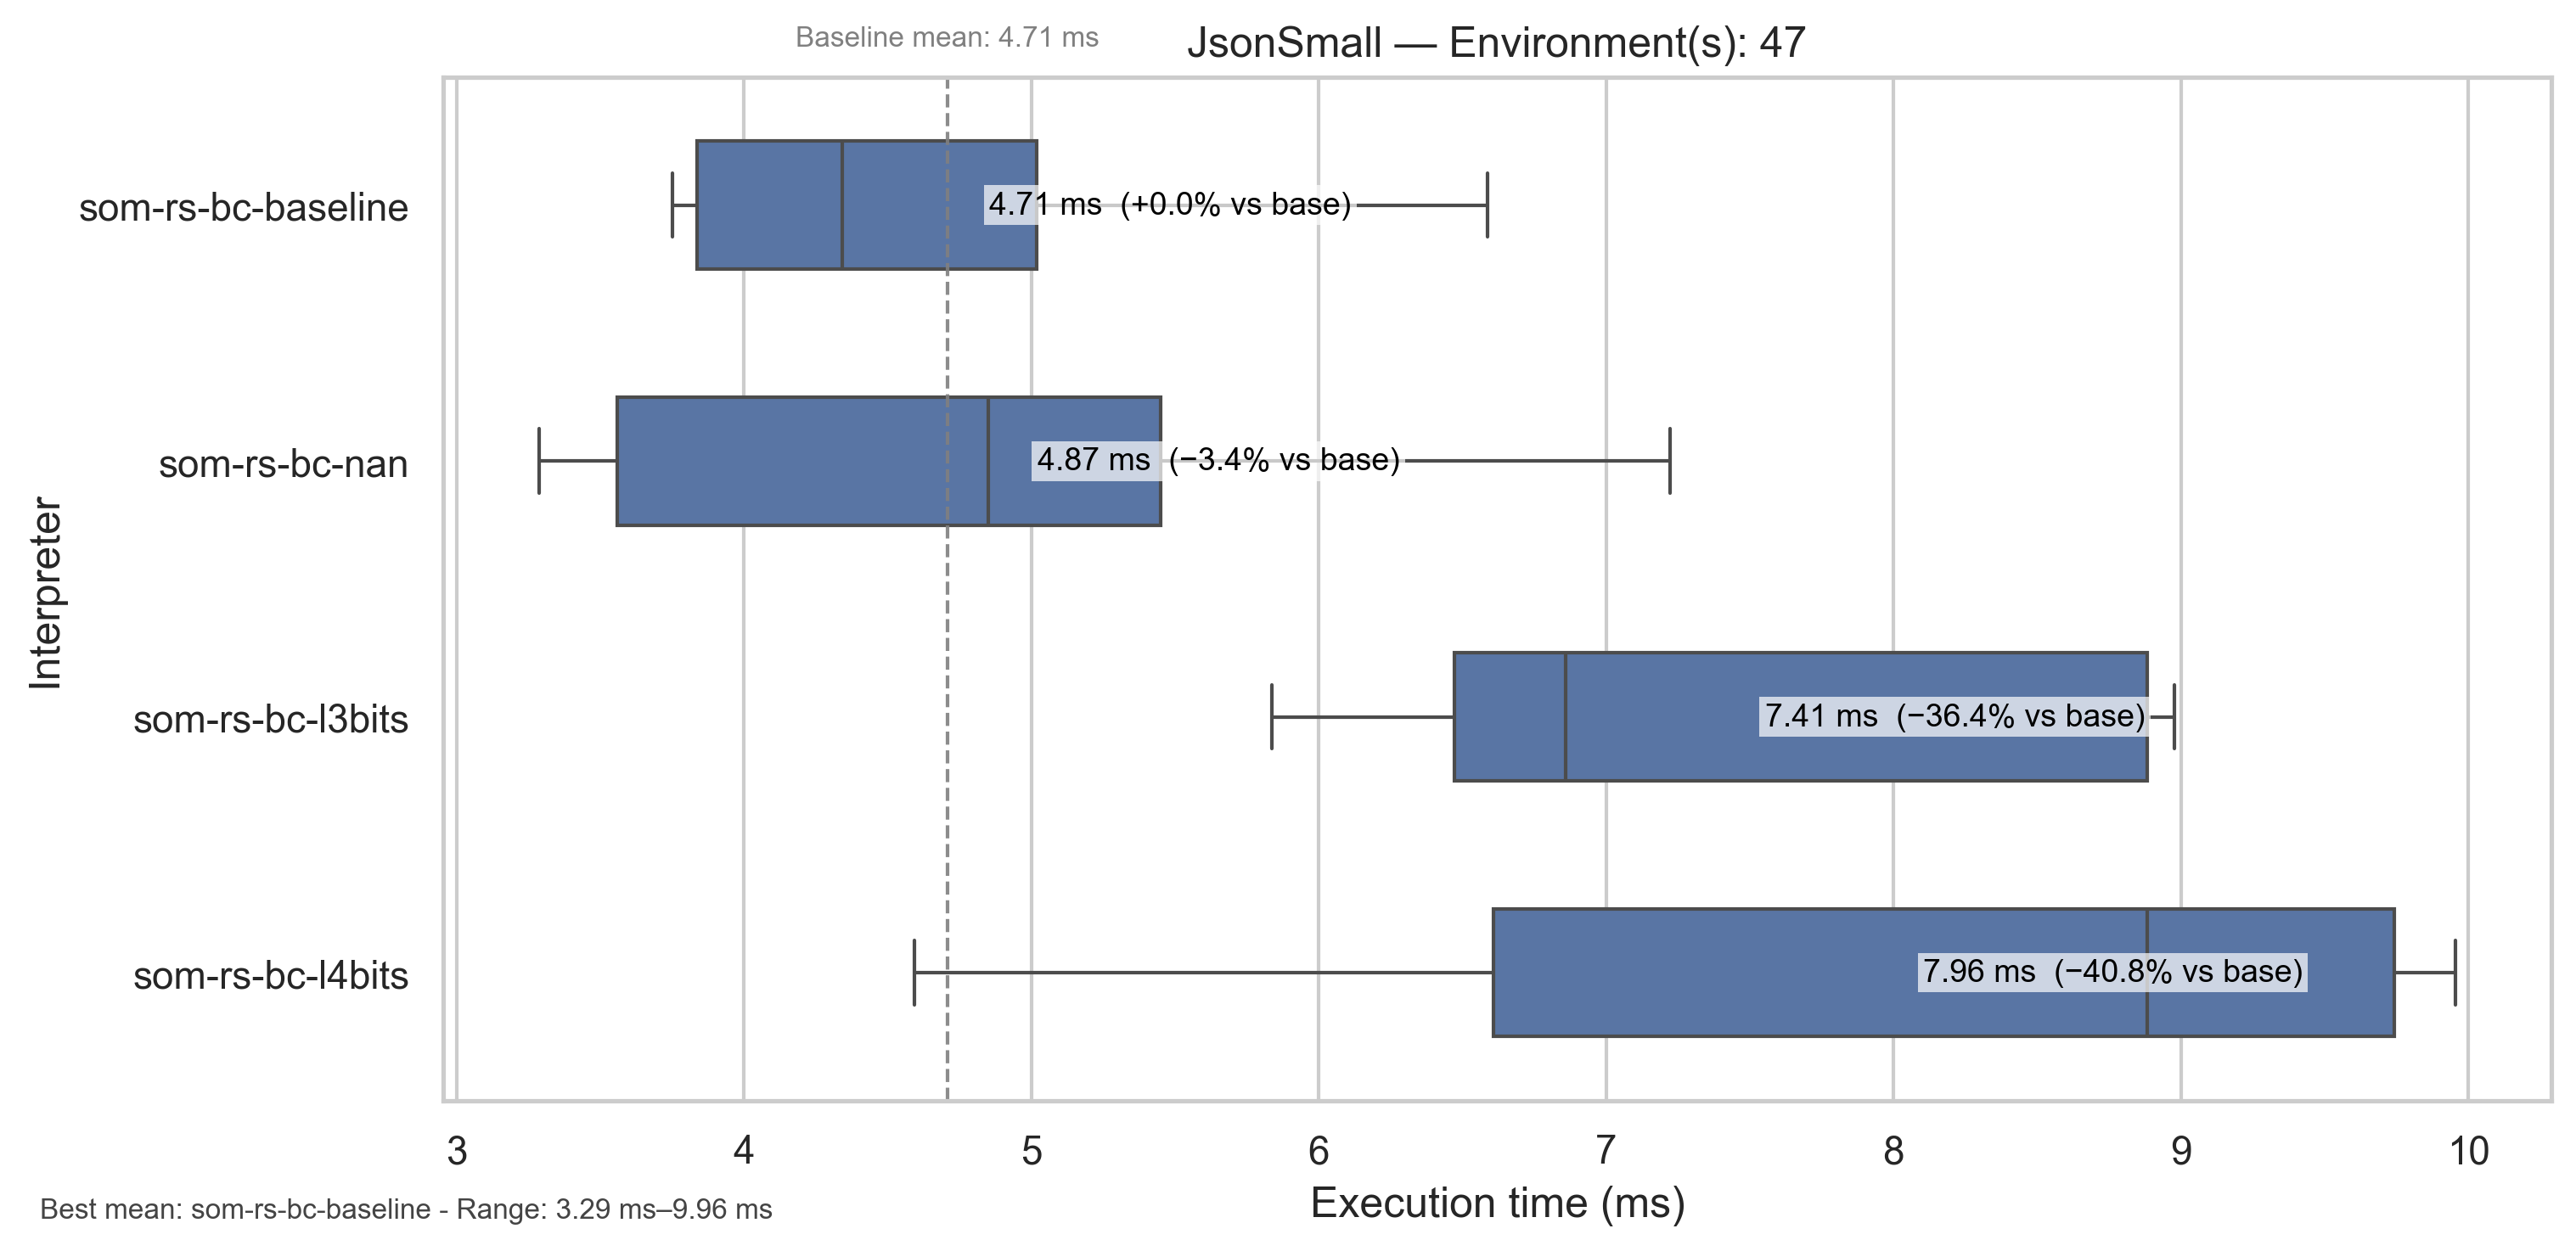 Baseline mean: 4.71 ms
JsonSmall — Environment(s): 47
Interpreter
som-rs-bc-baseline
4.71 ms  (+0.0% vs base)
som-rs-bc-nan
4.87 ms  (−3.4% vs base)
som-rs-bc-l3bits
7.41 ms  (−36.4% vs base)
som-rs-bc-l4bits
7.96 ms  (−40.8% vs base)
3 4 5 6 7 8 9 10
Execution time (ms)
Best mean: som-rs-bc-baseline - Range: 3.29 ms–9.96 ms